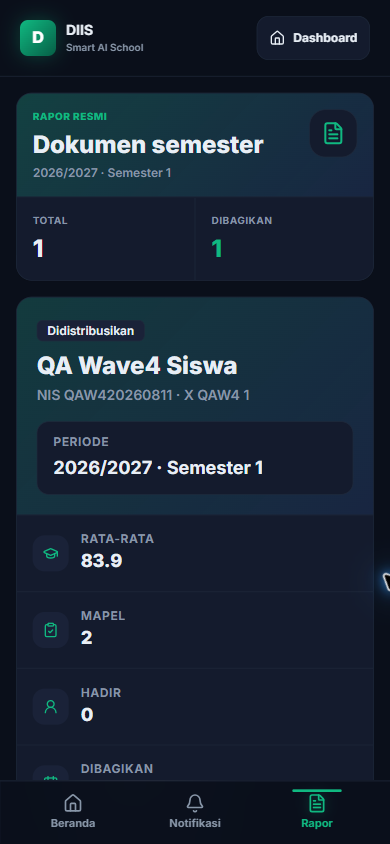 D
DIIS
Smart AI School
Dashboard
RAPOR RESMI
Dokumen semester
2026/2027 · Semester 1
TOTAL
1
DIBAGIKAN
1
Didistribusikan
QA Wave4 Siswa
NIS QAW420260811 · X QAW4 1
PERIODE
2026/2027 · Semester 1
RATA-RATA
83.9
MAPEL
2
HADIR
0
DIBAGIKAN
Beranda
Notifikasi
Rapor